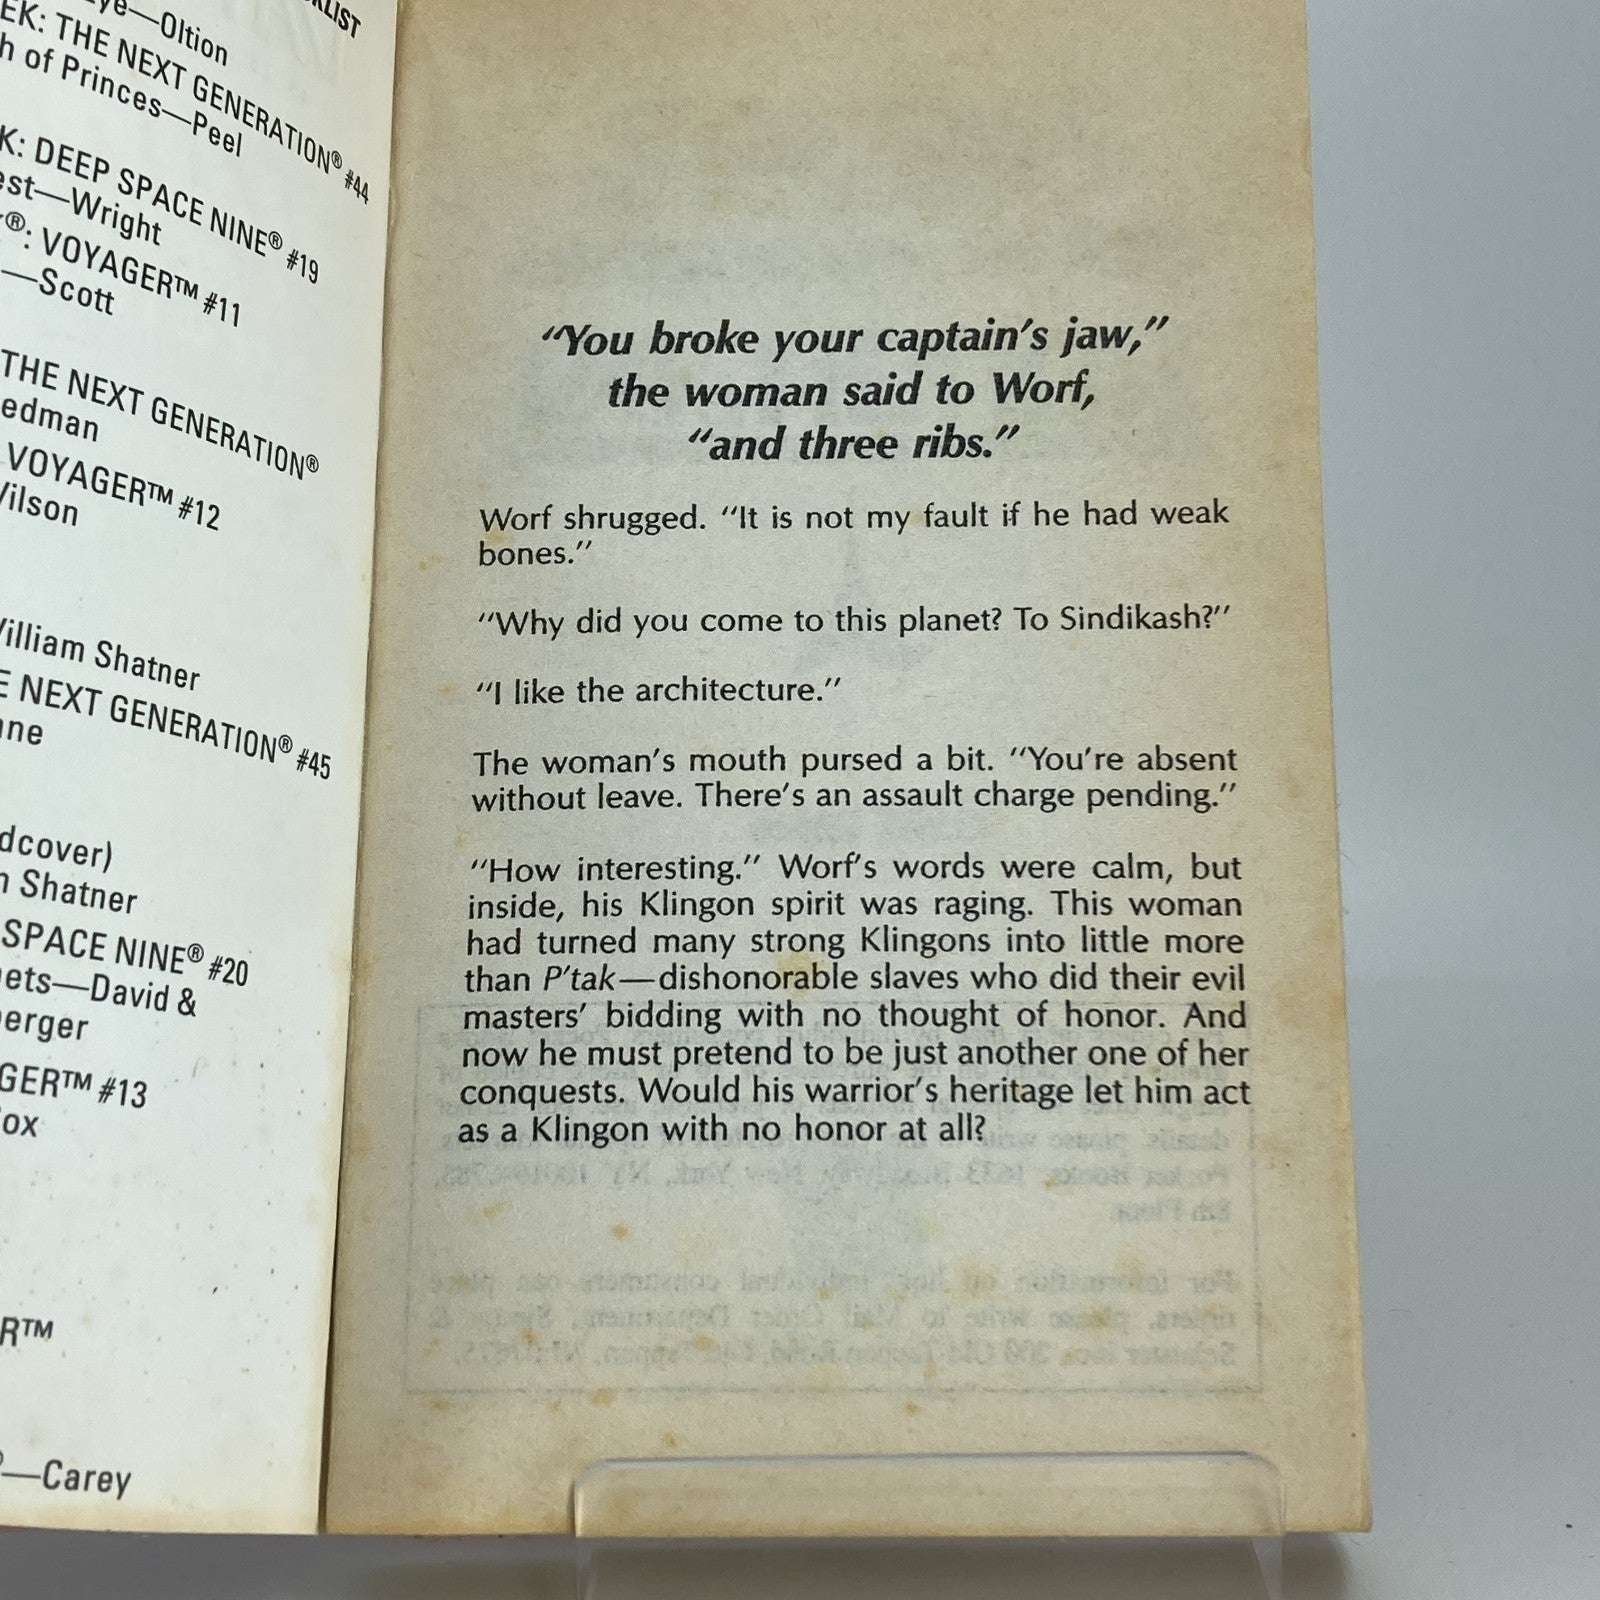 KLIST
Eye—Oltion
EK: THE NEXT GENERATION® #44
h of Princes—Peel
K: DEEP SPACE NINE® #19
est—Wright
®: VOYAGER™ #11
—Scott
THE NEXT GENERATION®
edman
VOYAGER™ #12
Wilson
William Shatner
E NEXT GENERATION® #45
ane
dcover)
n Shatner
SPACE NINE® #20
ets—David &
berger
GER™ #13
ox
R™
—Carey
“You broke your captain’s jaw,”
the woman said to Worf,
“and three ribs.”
Worf shrugged. “It is not my fault if he had weak
bones.”
“Why did you come to this planet? To Sindikash?”
“I like the architecture.”
The woman’s mouth pursed a bit. “You’re absent
without leave. There’s an assault charge pending.”
“How interesting.” Worf’s words were calm, but
inside, his Klingon spirit was raging. This woman
had turned many strong Klingons into little more
than P’tak—dishonorable slaves who did their evil
masters’ bidding with no thought of honor. And
now he must pretend to be just another one of her
conquests. Would his warrior’s heritage let him act
as a Klingon with no honor at all?